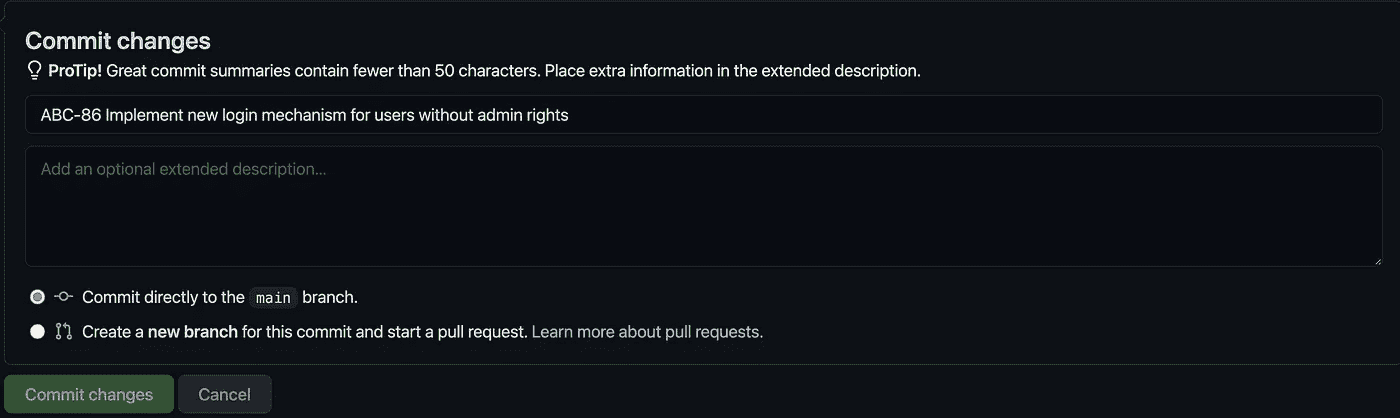 Commit changes
ProTip! Great commit summaries contain fewer than 50 characters. Place extra information in the extended description.
ABC-86 Implement new login mechanism for users without admin rights
Add an optional extended description...
Commit directly to the main branch.
Create a new branch for this commit and start a pull request. Learn more about pull requests.
Commit changes Cancel